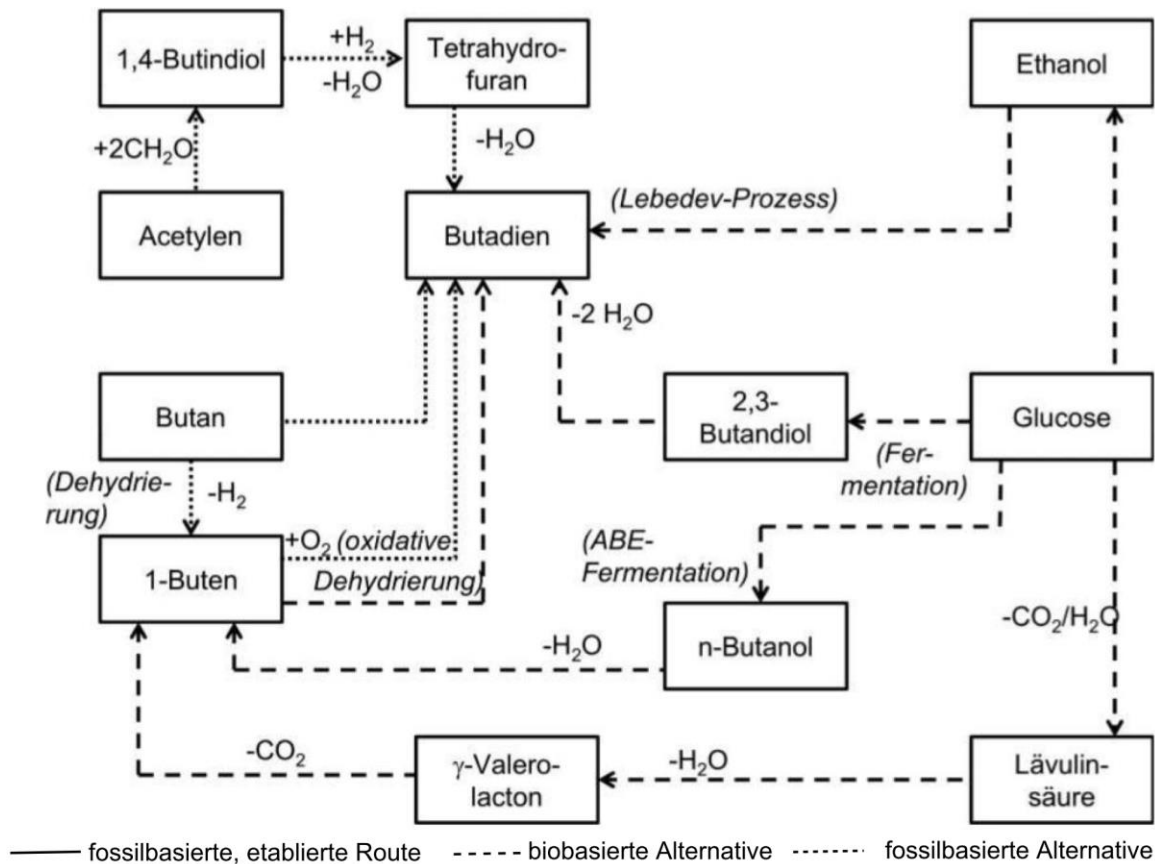 1,4-Butindiol
+H₂
-H₂O
Tetrahydro-
furan
Ethanol
+2CH₂O
-H₂O
Acetylen
Butadien
(Lebedev-Prozess)
-2 H₂O
Butan
2,3-
Butandiol
Glucose
(Fer-
mentation)
(Dehydrie-
rung)
-H₂
+O₂ (oxidative
Dehydrierung)
1-Buten
(ABE-
Fermentation)
-CO₂/H₂O
-H₂O
n-Butanol
-CO₂
γ-Valero-
lacton
-H₂O
Lävulin-
säure
fossilbasierte, etablierte Route
biobasierte Alternative
fossilbasierte Alternative